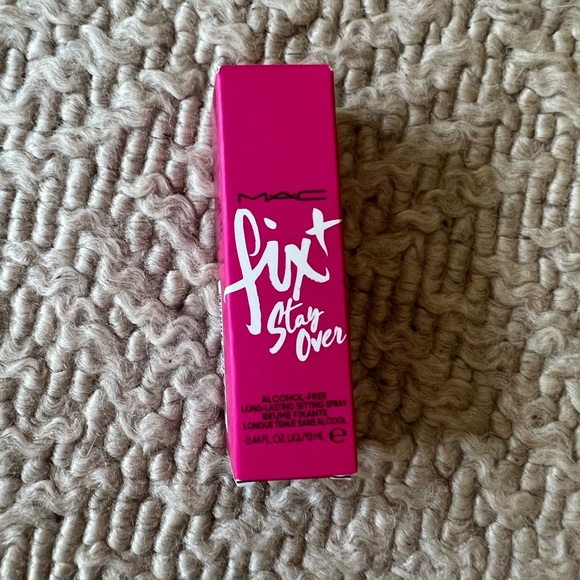 MAC
fix+
Stay
Over
ALCOHOL-FREE
LONG-LASTING SETTING SPRAY
BRUME FIXANTE
LONGUE TENUE SANS ALCOOL
0.44 FL.OZ.LIQ./13 ML ℮